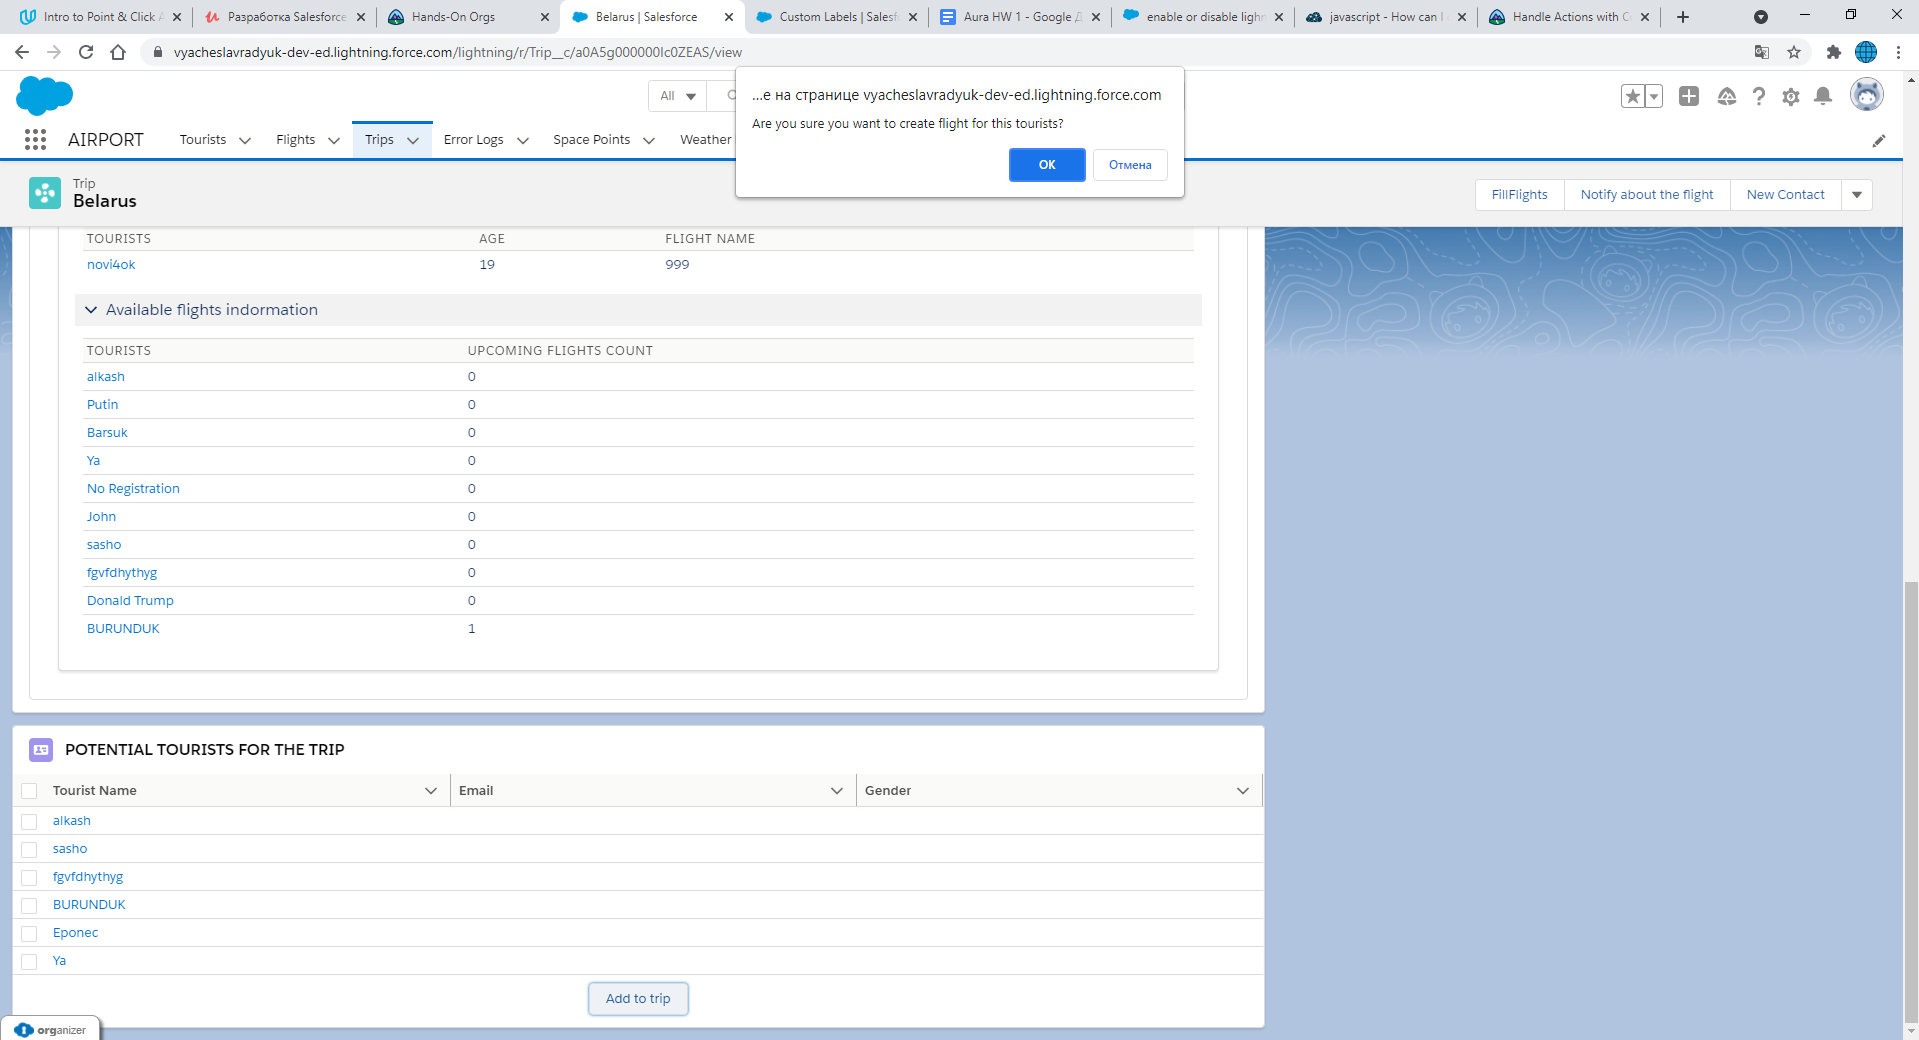 Intro to Point & Click A
Разработка Salesforce
Hands-On Orgs
Belarus | Salesforce
Custom Labels | Salesf
Aura HW 1 - Google Д
enable or disable lightn
javascript - How can I
Handle Actions with C
vyacheslavradyuk-dev-ed.lightning.force.com/lightning/r/Trip__c/a0A5g000000Ic0ZEAS/view
...е на странице vyacheslavradyuk-dev-ed.lightning.force.com
Are you sure you want to create flight for this tourists?
OK
Отмена
All
AIRPORT
Tourists
Flights
Trips
Error Logs
Space Points
Weather
Trip
Belarus
FillFlights
Notify about the flight
New Contact
TOURISTS AGE FLIGHT NAME
novi4ok 19 999
Available flights indormation
TOURISTS UPCOMING FLIGHTS COUNT
alkash 0
Putin 0
Barsuk 0
Ya 0
No Registration 0
John 0
sasho 0
fgvfdhythyg 0
Donald Trump 0
BURUNDUK 1
POTENTIAL TOURISTS FOR THE TRIP
Tourist Name Email Gender
alkash
sasho
fgvfdhythyg
BURUNDUK
Eponec
Ya
Add to trip
organizer